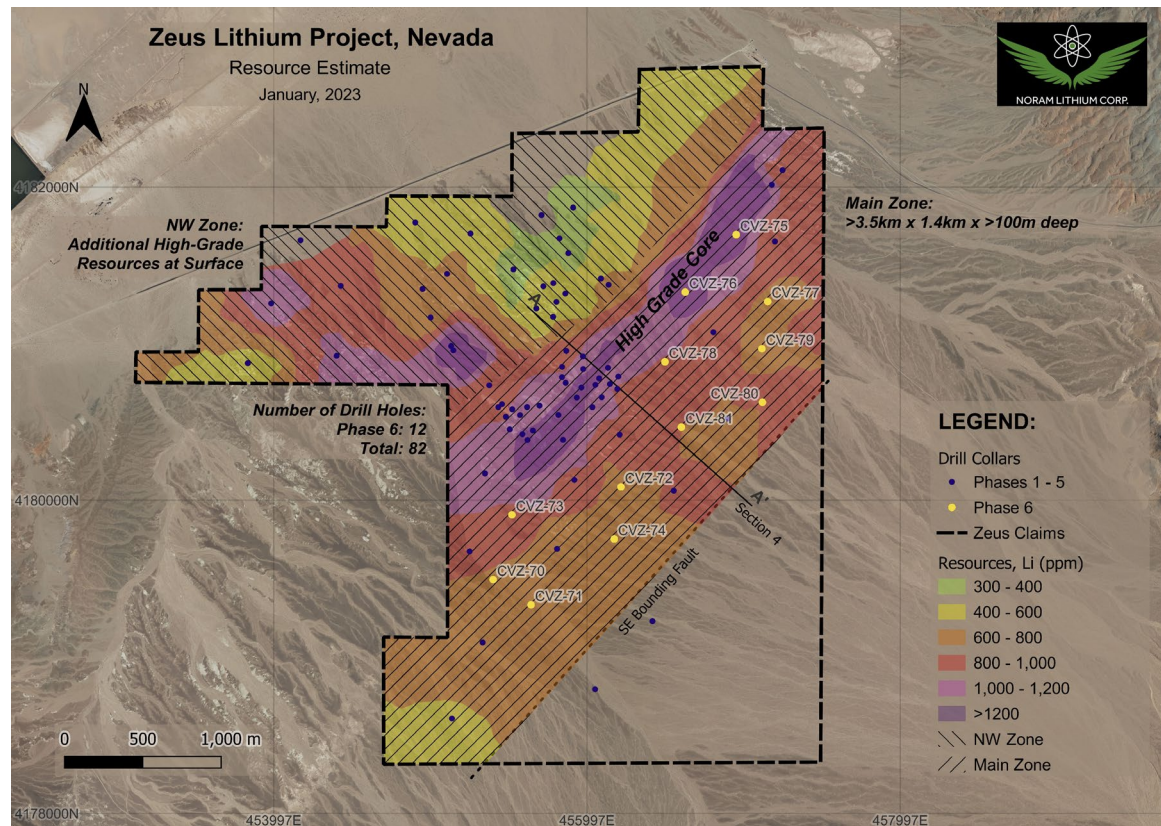 Zeus Lithium Project, Nevada
Resource Estimate
January, 2023
N
NORAM LITHIUM CORP.
4182000N
NW Zone:
Additional High-Grade
Resources at Surface
Main Zone:
>3.5km x 1.4km x >100m deep
High Grade Core
CVZ-75
CVZ-76
CVZ-77
CVZ-78
CVZ-79
CVZ-80
CVZ-81
A
Number of Drill Holes:
Phase 6: 12
Total: 82
CVZ-72
CVZ-73
CVZ-74
CVZ-70
CVZ-71
4180000N
A'
Section 4
SE Bounding Fault
LEGEND:
Drill Collars
Phases 1 - 5
Phase 6
Zeus Claims
Resources, Li (ppm)
300 - 400
400 - 600
600 - 800
800 - 1,000
1,000 - 1,200
>1200
NW Zone
Main Zone
0 500 1,000 m
4178000N
453997E
455997E
457997E